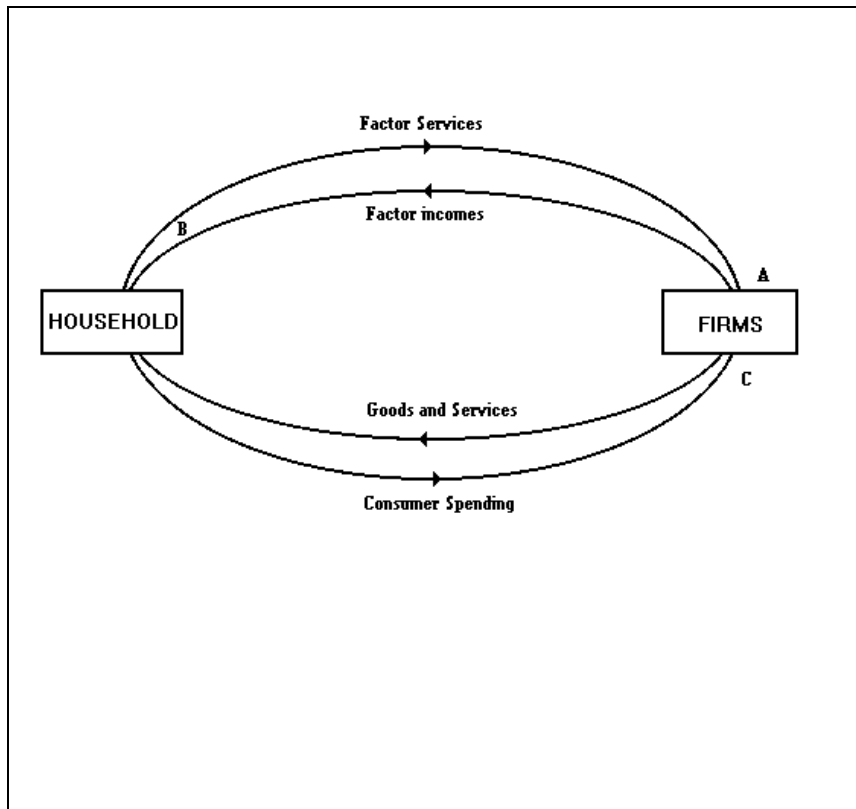 Factor Services
Factor incomes
B
A
HOUSEHOLD
FIRMS
C
Goods and Services
Consumer Spending